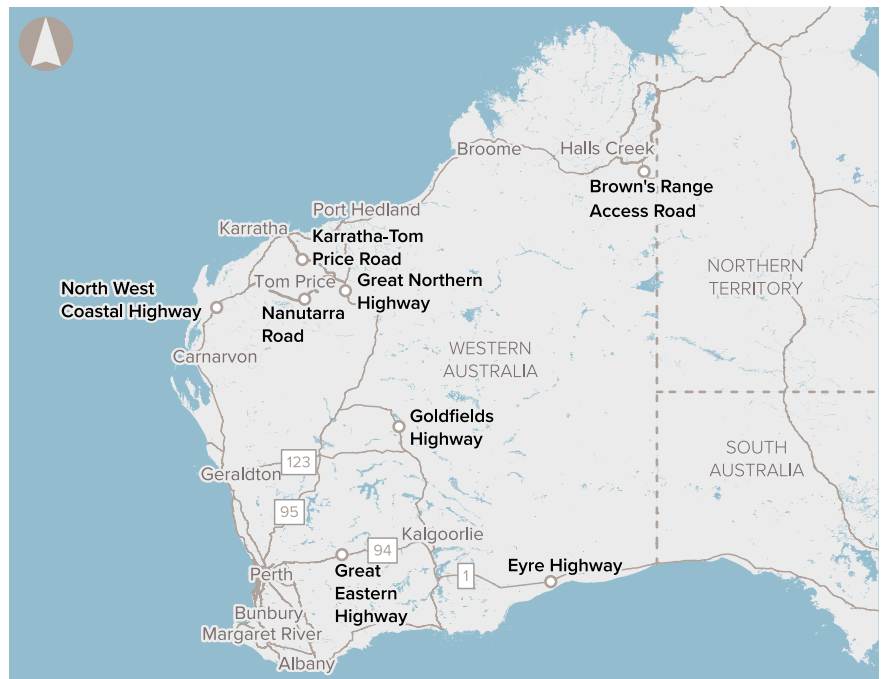 Broome
Halls Creek
Brown's Range
Access Road
Port Hedland
Karratha
Karratha-Tom
Price Road
NORTHERN
TERRITORY
Tom Price
Great Northern
Highway
North West
Coastal Highway
Nanutarra
Road
Carnarvon
WESTERN
AUSTRALIA
Goldfields
Highway
SOUTH
AUSTRALIA
123
Geraldton
95
Kalgoorlie
94
Eyre Highway
1
Perth
Great
Eastern
Highway
Bunbury
Margaret River
Albany